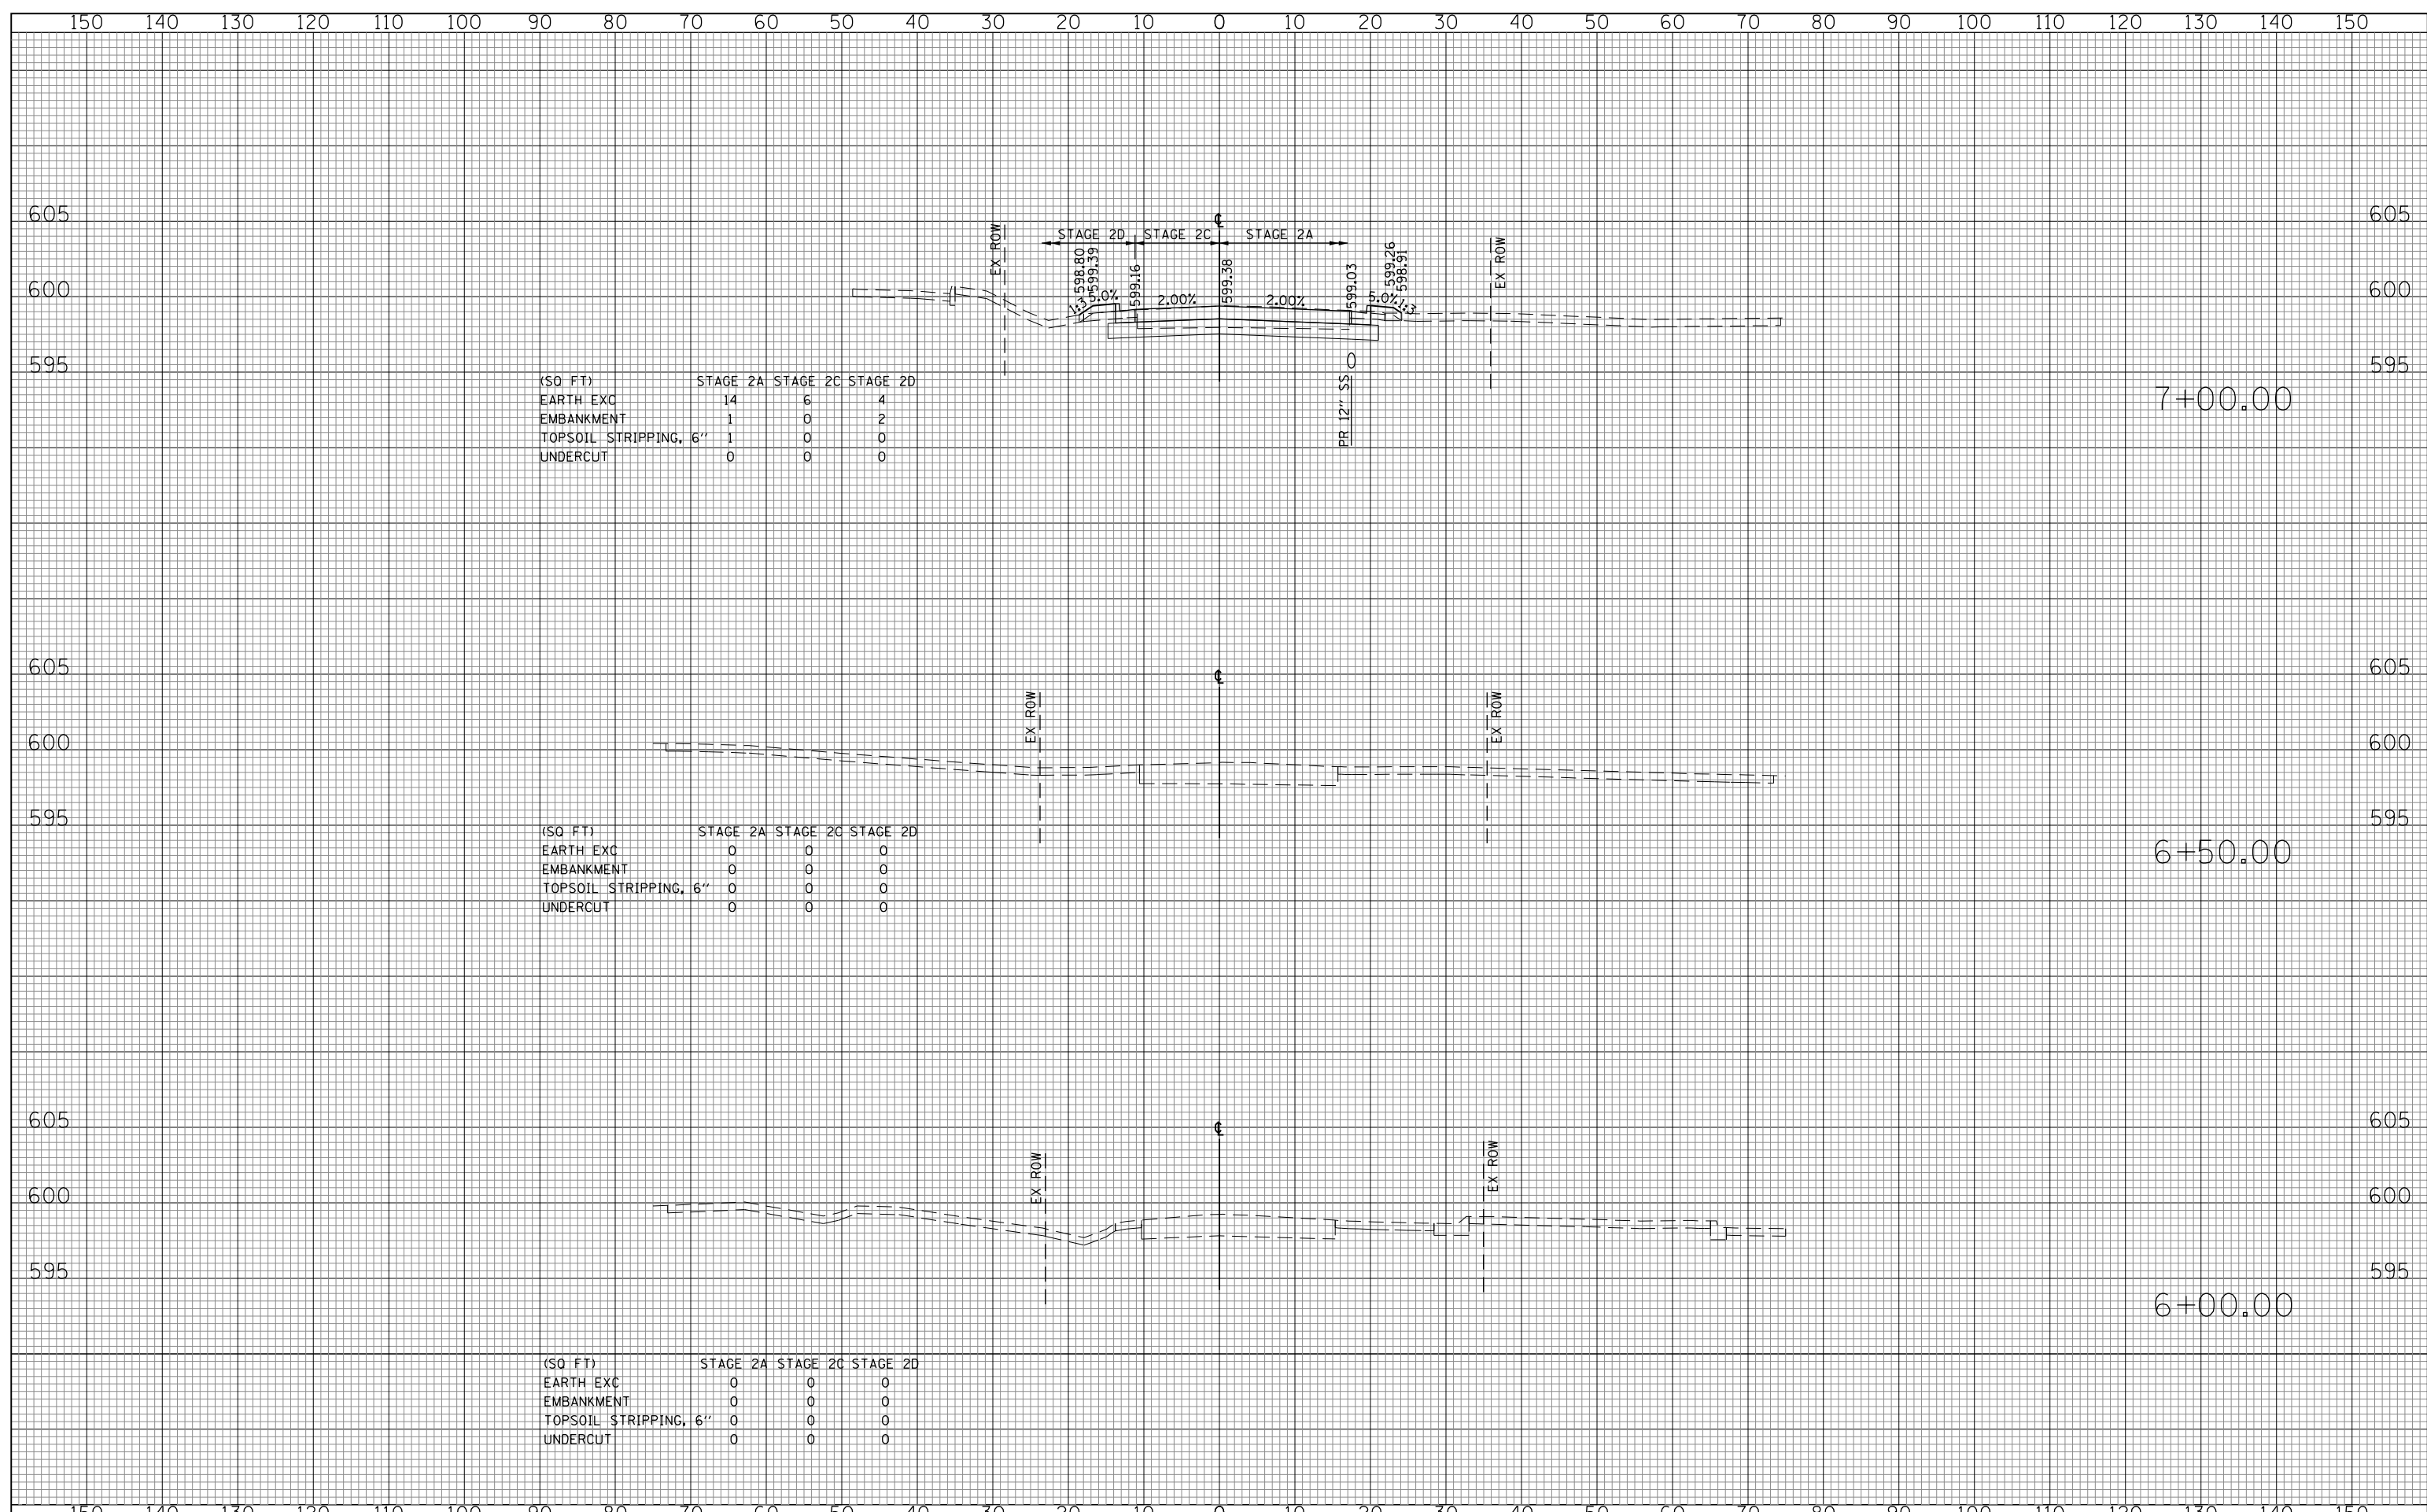 150 140 130 120 110 100 90 80 70 60 50 40 30 20 10 0 10 20 30 40 50 60 70 80 90 100 110 120 130 140 150
605 605
℄
EX ROW
STAGE 2D STAGE 2C STAGE 2A
EX ROW
598.80
599.39
599.16
599.38
599.03
599.26
598.91
600 600
1:3 5.0% 2.00% 2.00% 5.0% 1:3
595 595
PR 12" SS
(SQ FT) STAGE 2A STAGE 2C STAGE 2D
EARTH EXC 14 6 4
EMBANKMENT 1 0 2
TOPSOIL STRIPPING, 6" 1 0 0
UNDERCUT 0 0 0
7+00.00
605 605
℄
EX ROW
EX ROW
600 600
595 595
(SQ FT) STAGE 2A STAGE 2C STAGE 2D
EARTH EXC 0 0 0
EMBANKMENT 0 0 0
TOPSOIL STRIPPING, 6" 0 0 0
UNDERCUT 0 0 0
6+50.00
605 605
℄
EX ROW
EX ROW
600 600
595 595
6+00.00
(SQ FT) STAGE 2A STAGE 2C STAGE 2D
EARTH EXC 0 0 0
EMBANKMENT 0 0 0
TOPSOIL STRIPPING, 6" 0 0 0
UNDERCUT 0 0 0
150 140 130 120 110 100 90 80 70 60 50 40 30 20 10 0 10 20 30 40 50 60 70 80 90 100 110 120 130 140 150